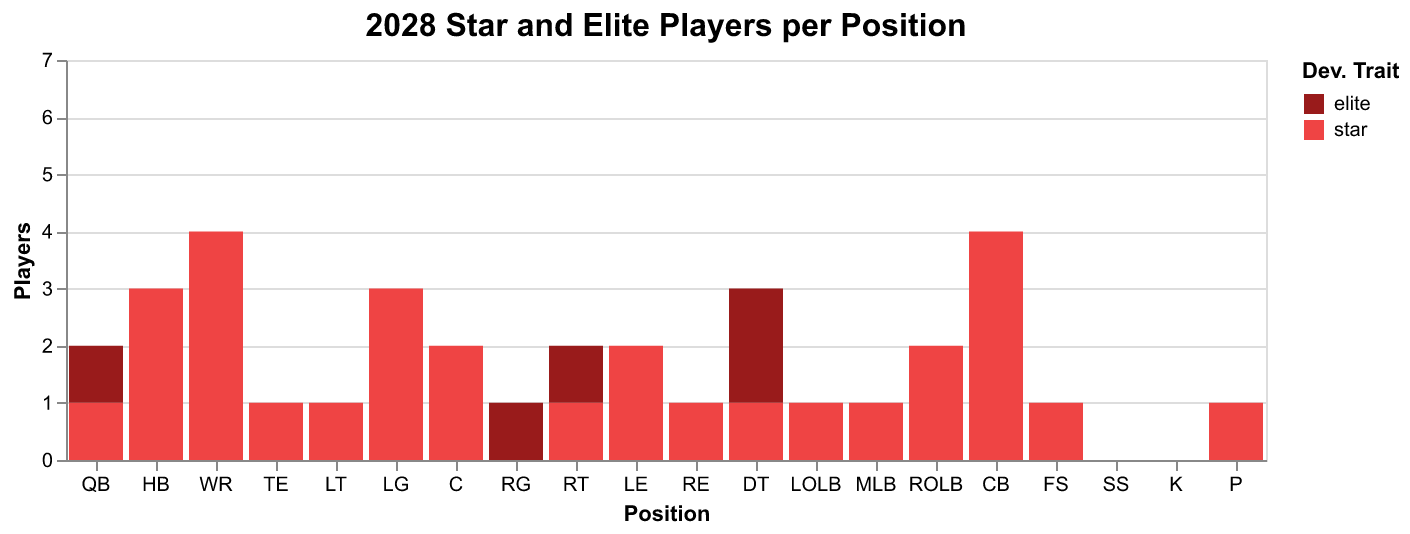 2028 Star and Elite Players per Position
Dev. Trait
elite
star
Players
7
6
5
4
3
2
1
0
QB HB WR TE LT LG C RG RT LE RE DT LOLB MLB ROLB CB FS SS K P
Position